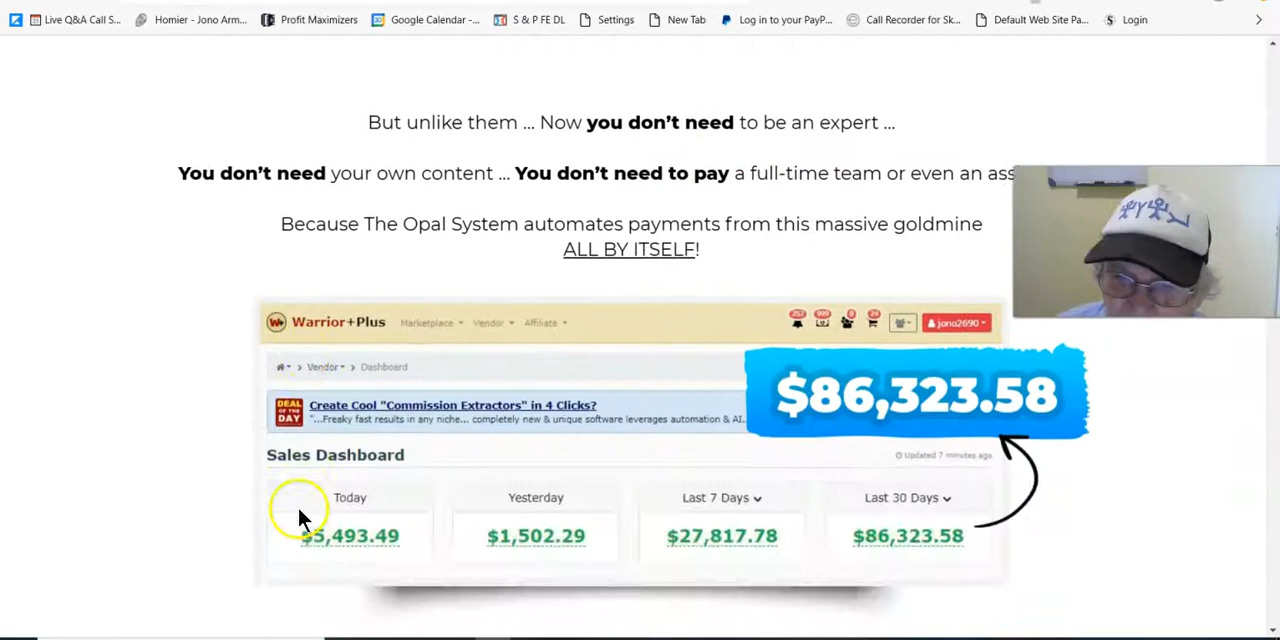 Live Q&A Call S... Homier - Jono Arm... Profit Maximizers Google Calendar -... S & P FE DL Settings New Tab Log in to your PayP... Call Recorder for Sk... Default Web Site Pa... Login
But unlike them ... Now you don't need to be an expert ...
You don't need your own content ... You don't need to pay a full-time team or even an ass
Because The Opal System automates payments from this massive goldmine
ALL BY ITSELF!
Warrior+Plus Marketplace Vendor Affiliate jono2690
Vendor Dashboard
$86,323.58
DEAL OF THE DAY
Create Cool "Commission Extractors" in 4 Clicks?
"...Freaky fast results in any niche... completely new & unique software leverages automation & AI.
Sales Dashboard Updated 7 minutes ago
Today Yesterday Last 7 Days Last 30 Days
$5,493.49 $1,502.29 $27,817.78 $86,323.58